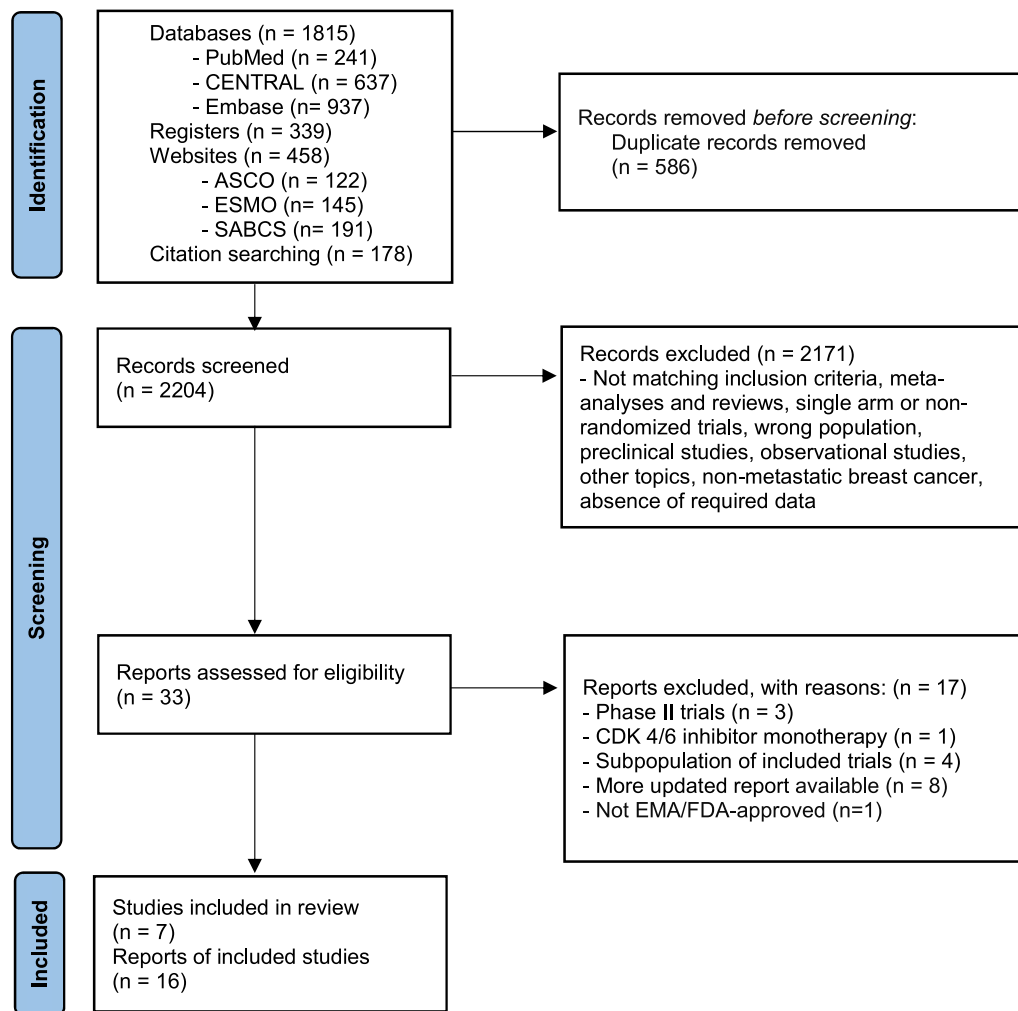 Identification
Databases (n = 1815)
- PubMed (n = 241)
- CENTRAL (n = 637)
- Embase (n= 937)
Registers (n = 339)
Websites (n = 458)
- ASCO (n = 122)
- ESMO (n= 145)
- SABCS (n= 191)
Citation searching (n = 178)
Records removed before screening:
Duplicate records removed
(n = 586)
Screening
Records screened
(n = 2204)
Records excluded (n = 2171)
- Not matching inclusion criteria, meta-
analyses and reviews, single arm or non-
randomized trials, wrong population,
preclinical studies, observational studies,
other topics, non-metastatic breast cancer,
absence of required data
Reports assessed for eligibility
(n = 33)
Reports excluded, with reasons: (n = 17)
- Phase II trials (n = 3)
- CDK 4/6 inhibitor monotherapy (n = 1)
- Subpopulation of included trials (n = 4)
- More updated report available (n = 8)
- Not EMA/FDA-approved (n=1)
Included
Studies included in review
(n = 7)
Reports of included studies
(n = 16)